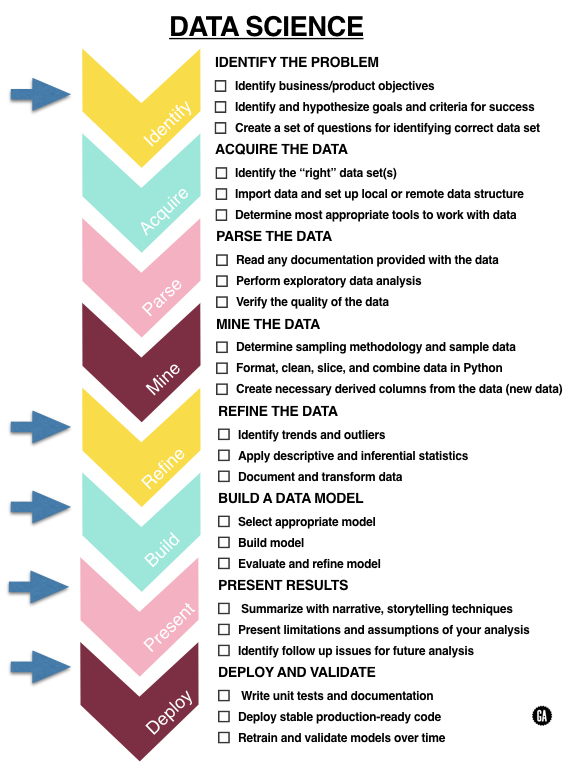 DATA SCIENCE
Identify
IDENTIFY THE PROBLEM
Identify business/product objectives
Identify and hypothesize goals and criteria for success
Create a set of questions for identifying correct data set
Acquire
ACQUIRE THE DATA
Identify the “right” data set(s)
Import data and set up local or remote data structure
Determine most appropriate tools to work with data
Parse
PARSE THE DATA
Read any documentation provided with the data
Perform exploratory data analysis
Verify the quality of the data
Mine
MINE THE DATA
Determine sampling methodology and sample data
Format, clean, slice, and combine data in Python
Create necessary derived columns from the data (new data)
Refine
REFINE THE DATA
Identify trends and outliers
Apply descriptive and inferential statistics
Document and transform data
Build
BUILD A DATA MODEL
Select appropriate model
Build model
Evaluate and refine model
Present
PRESENT RESULTS
Summarize with narrative, storytelling techniques
Present limitations and assumptions of your analysis
Identify follow up issues for future analysis
Deploy
DEPLOY AND VALIDATE
Write unit tests and documentation
Deploy stable production-ready code
Retrain and validate models over time
GA